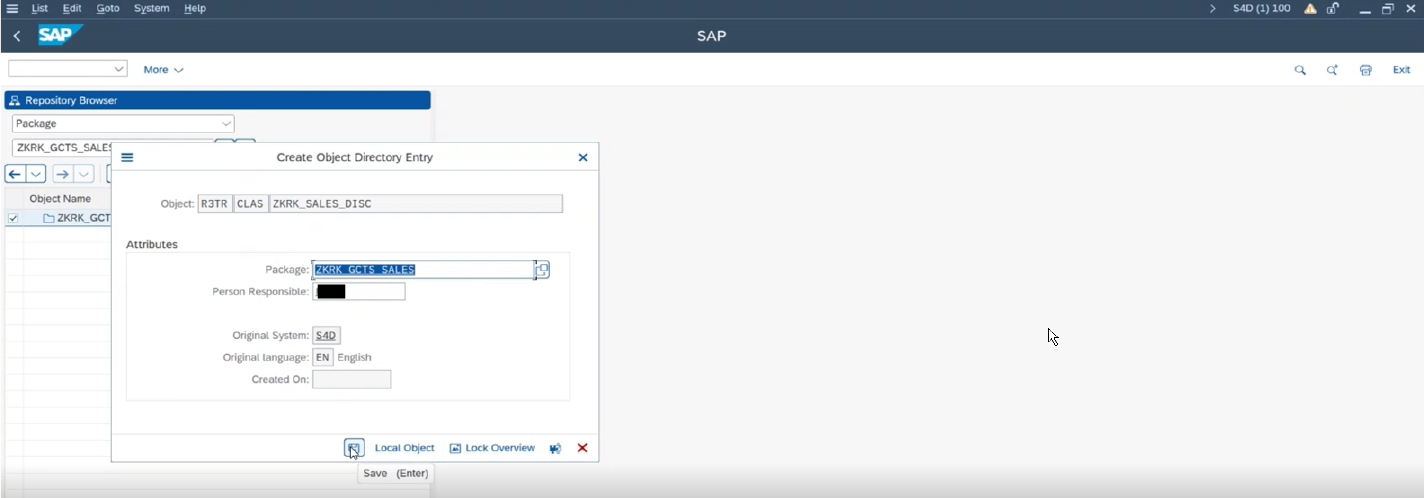 List Edit Goto System Help S4D (1) 100
SAP SAP
More Exit
Repository Browser
Package
ZKRK_GCTS_SALES
Create Object Directory Entry
Object: R3TR CLAS ZKRK_SALES_DISC
Object Name
ZKRK_GCT
Attributes
Package: ZKRK_GCTS_SALES
Person Responsible:
Original System: S4D
Original language: EN English
Created On:
Local Object Lock Overview
Save (Enter)